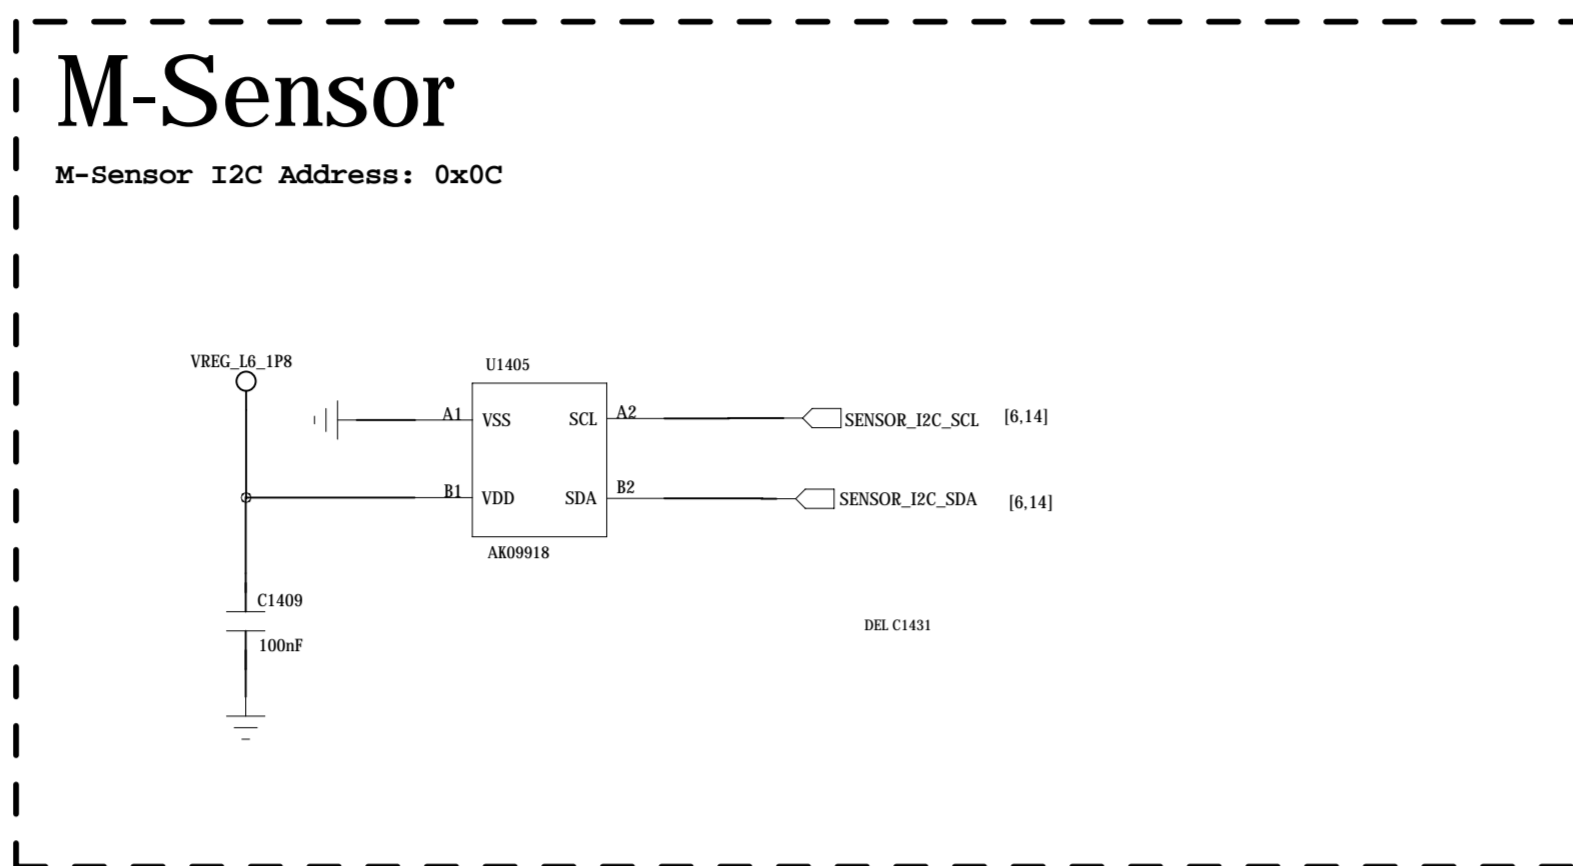 M-Sensor
M-Sensor I2C Address: 0x0C
VREG_L6_1P8
U1405
A1 VSS SCL A2 SENSOR_I2C_SCL [6,14]
B1 VDD SDA B2 SENSOR_I2C_SDA [6,14]
AK09918
C1409
100nF
DEL C1431